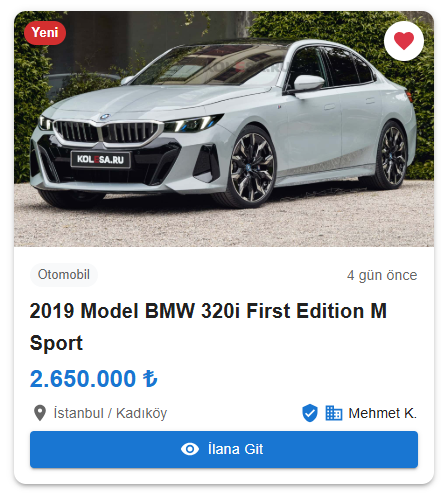 Yeni
KOLESA.RU
Otomobil
4 gün önce
2019 Model BMW 320i First Edition M
Sport
2.650.000 ₺
İstanbul / Kadıköy
Mehmet K.
İlana Git